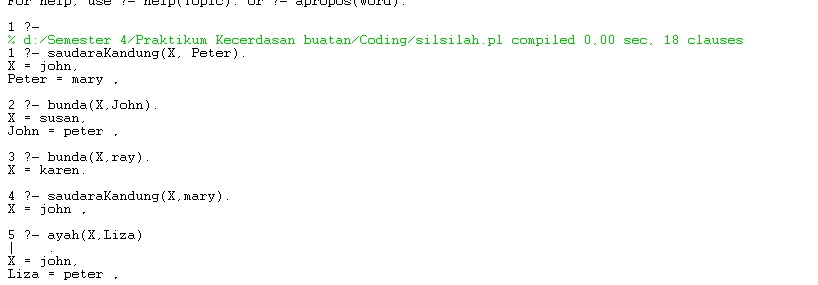 For help, use ?- help(Topic). or ?- apropos(word).
1 ?-
% d:/Semester 4/Praktikum Kecerdasan buatan/Coding/silsilah.pl compiled 0.00 sec, 18 clauses
1 ?- saudaraKandung(X, Peter).
X = john,
Peter = mary ,
2 ?- bunda(X,John).
X = susan,
John = peter ,
3 ?- bunda(X,ray).
X = karen.
4 ?- saudaraKandung(X,mary).
X = john ,
5 ?- ayah(X,Liza)
|    .
X = john,
Liza = peter ,